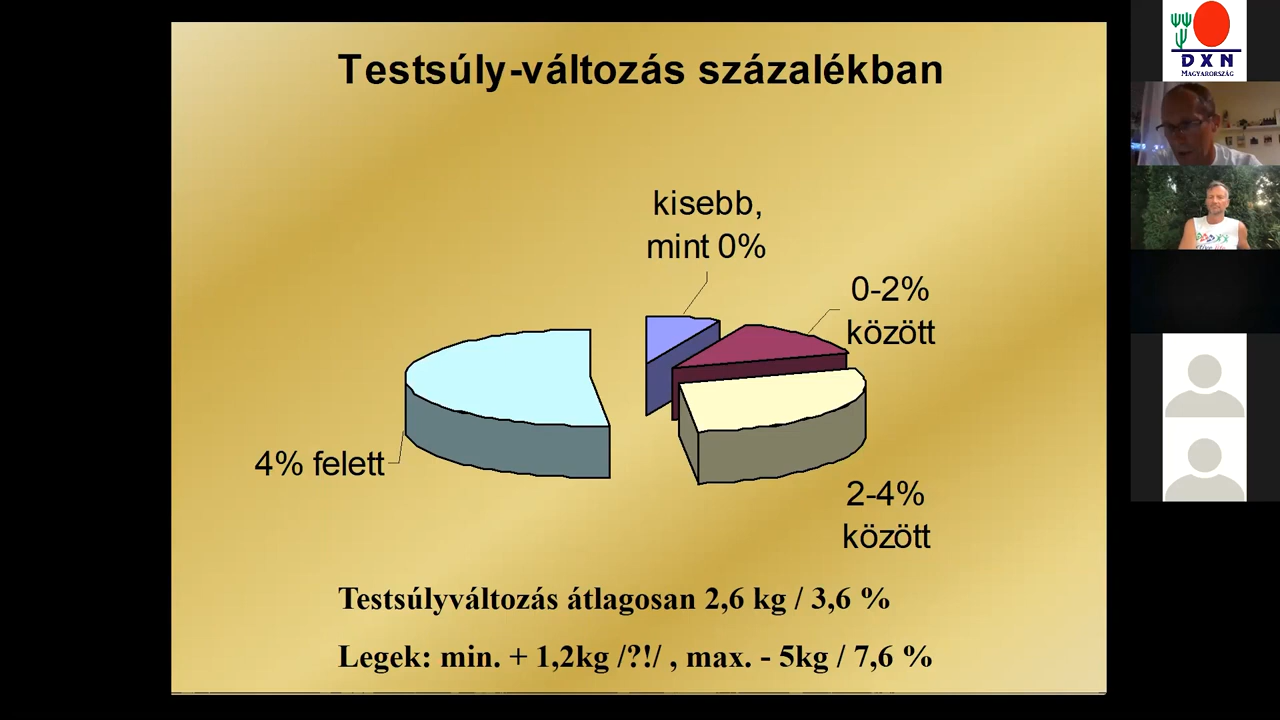 Testsúly-változás százalékban
kisebb,
mint 0%
0-2%
között
4% felett
2-4%
között
Testsúlyváltozás átlagosan 2,6 kg / 3,6 %
Legek: min. + 1,2kg /?!/ , max. - 5kg / 7,6 %
DXN
MAGYARORSZÁG